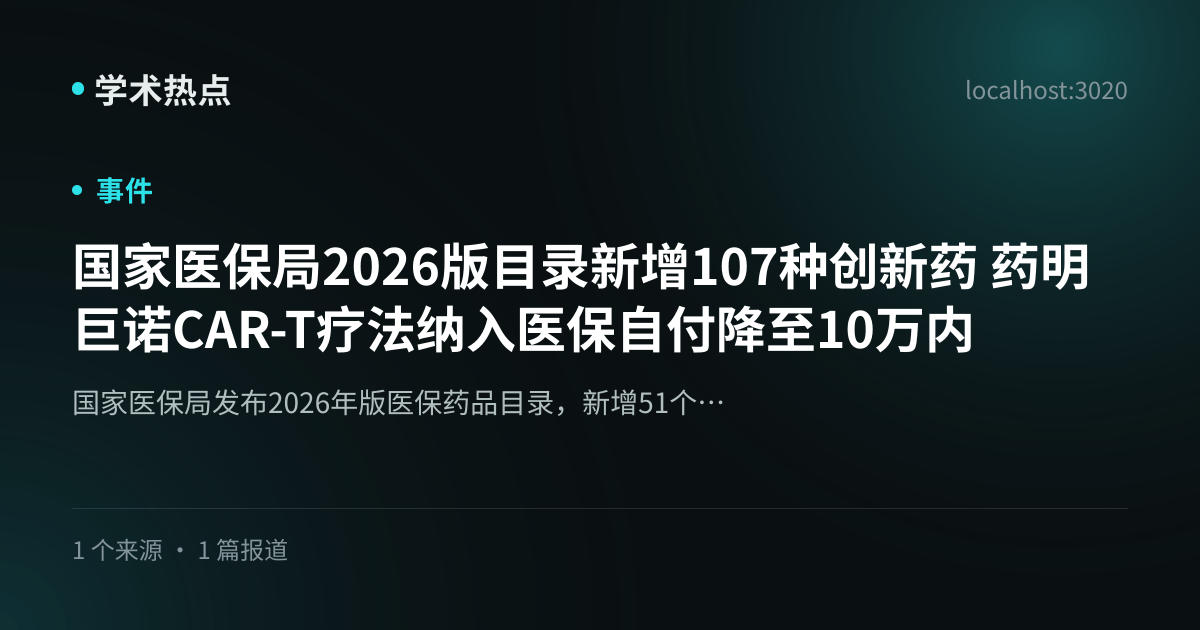 学术热点
localhost:3020
事件
国家医保局2026版目录新增107种创新药 药明
巨诺CAR-T疗法纳入医保自付降至10万内
国家医保局发布2026年版医保药品目录，新增51个…
1 个来源 · 1 篇报道